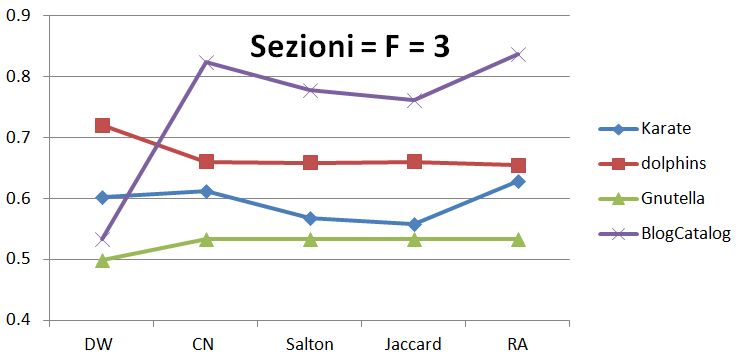 Sezioni = F = 3
0.9
0.8
0.7
0.6
0.5
0.4
DW CN Salton Jaccard RA
Karate
dolphins
Gnutella
BlogCatalog